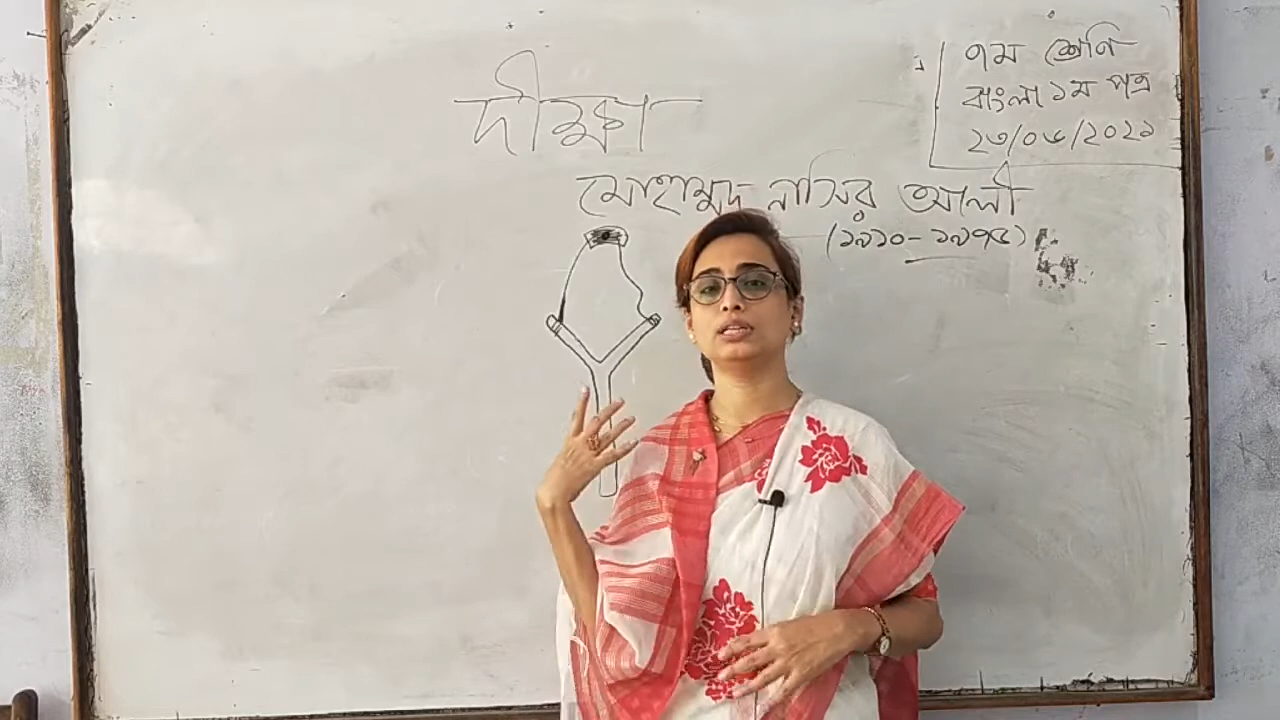 দীক্ষা
৭ম শ্রেণি
বাংলা ১ম পত্র
২৩/০৬/২০২১
মোহাম্মদ নাসির আলী
(১৯১০-১৯৭৫)